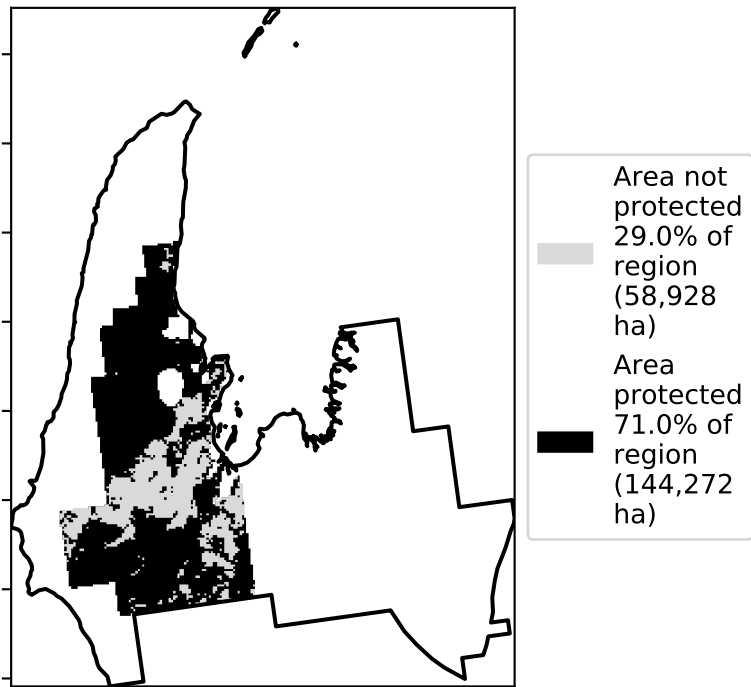 Area not
protected
29.0% of
region
(58,928
ha)
Area
protected
71.0% of
region
(144,272
ha)